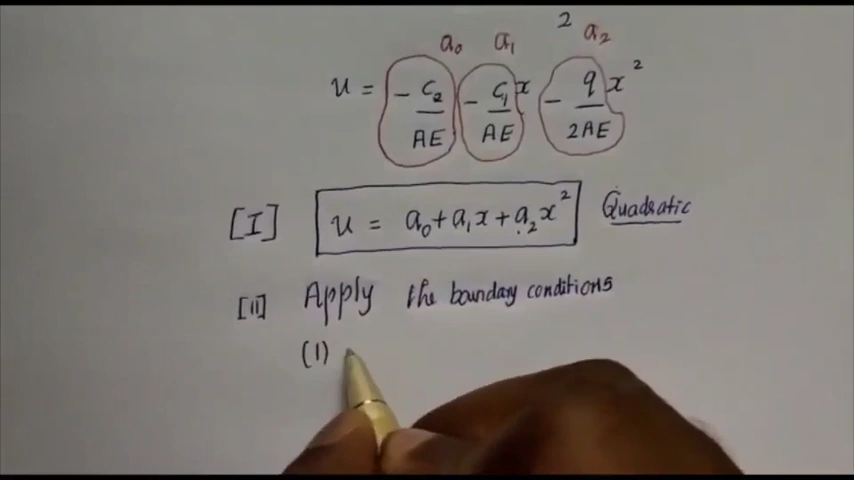 2
a₀ a₁ a₂
u = - C₂/AE - C₁/AE x - q/2AE x²
[I] u = a₀+a₁x+a₂x² Quadratic
[II] Apply the boundary conditions
(1)